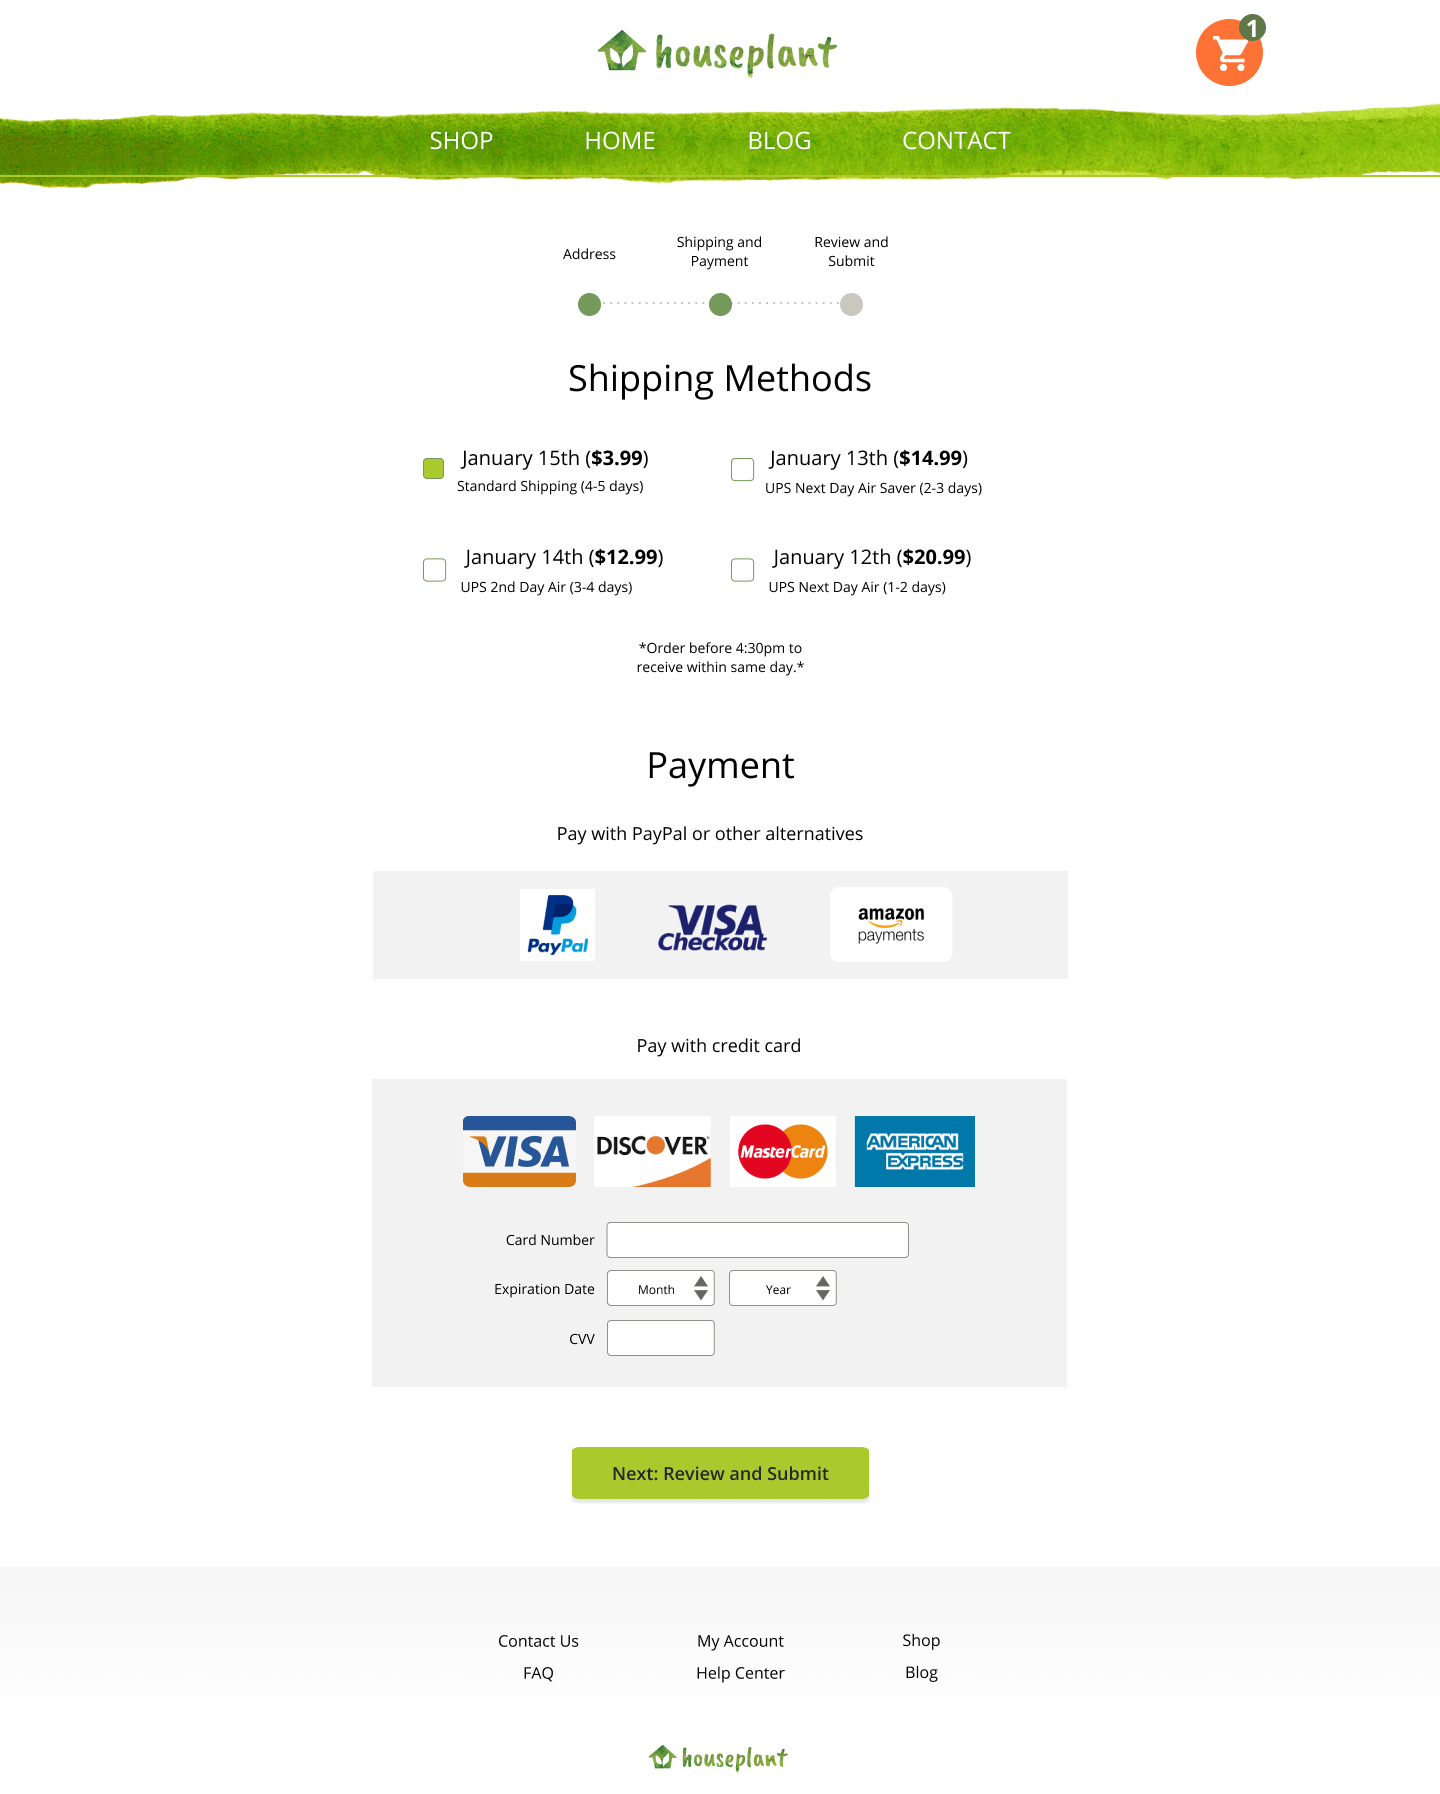 houseplant
1
SHOP HOME BLOG CONTACT
Address
Shipping and
Payment
Review and
Submit
Shipping Methods
January 15th ($3.99)
Standard Shipping (4-5 days)
January 13th ($14.99)
UPS Next Day Air Saver (2-3 days)
January 14th ($12.99)
UPS 2nd Day Air (3-4 days)
January 12th ($20.99)
UPS Next Day Air (1-2 days)
*Order before 4:30pm to
receive within same day.*
Payment
Pay with PayPal or other alternatives
PayPal
VISA
Checkout
amazon
payments
Pay with credit card
VISA
DISCOVER
MasterCard
AMERICAN
EXPRESS
Card Number
Expiration Date Month Year
CVV
Next: Review and Submit
Contact Us My Account Shop
FAQ Help Center Blog
houseplant